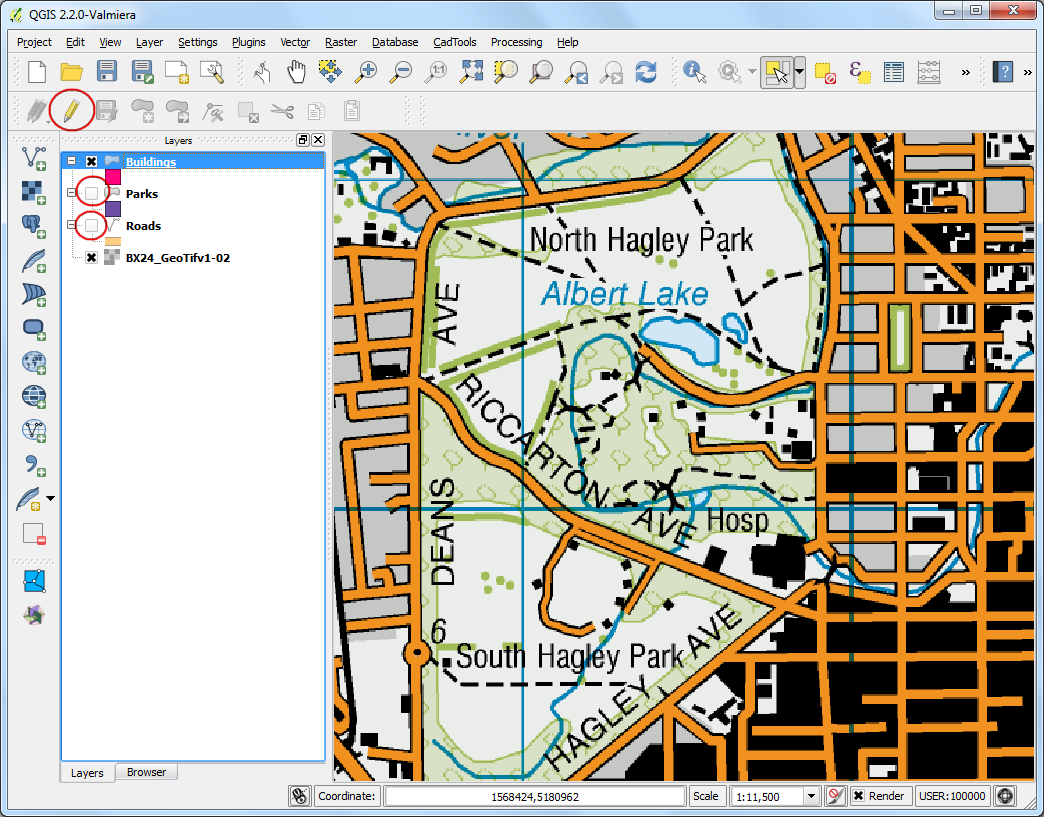 QGIS 2.2.0-Valmiera
Project Edit View Layer Settings Plugins Vector Raster Database CadTools Processing Help
1:1
»
?
»
Layers
Buildings
Parks
Roads
BX24_GeoTifv1-02
North Hagley Park
Albert Lake
AVE
RICCARTON AVE
DEANS
Hosp
6
South Hagley Park
HAGLEY AVE
Layers Browser
Coordinate: 1568424,5180962 Scale 1:11,500 Render USER:100000